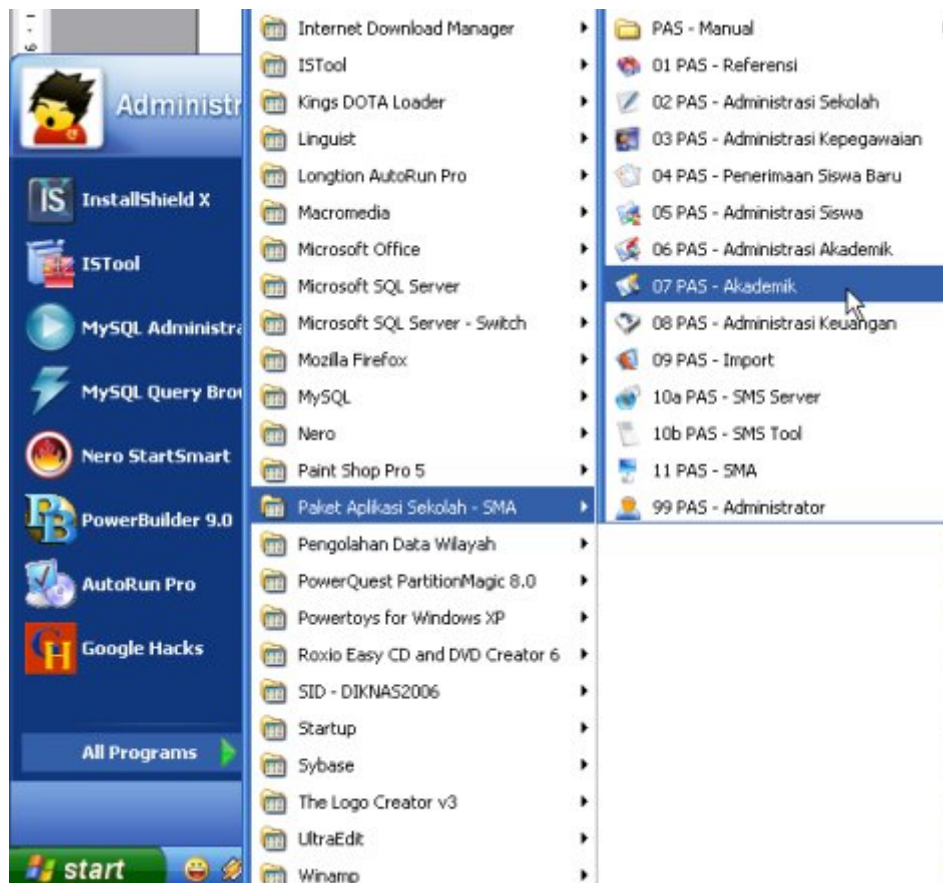 Administr
InstallShield X
ISTool
MySQL Administra
MySQL Query Brow
Nero StartSmart
PowerBuilder 9.0
AutoRun Pro
Google Hacks
All Programs
start
Internet Download Manager
ISTool
Kings DOTA Loader
Linguist
Longtion AutoRun Pro
Macromedia
Microsoft Office
Microsoft SQL Server
Microsoft SQL Server - Switch
Mozilla Firefox
MySQL
Nero
Paint Shop Pro 5
Paket Aplikasi Sekolah - SMA
Pengolahan Data Wilayah
PowerQuest PartitionMagic 8.0
Powertoys for Windows XP
Roxio Easy CD and DVD Creator 6
SID - DIKNAS2006
Startup
Sybase
The Logo Creator v3
UltraEdit
Winamp
PAS - Manual
01 PAS - Referensi
02 PAS - Administrasi Sekolah
03 PAS - Administrasi Kepegawaian
04 PAS - Penerimaan Siswa Baru
05 PAS - Administrasi Siswa
06 PAS - Administrasi Akademik
07 PAS - Akademik
08 PAS - Administrasi Keuangan
09 PAS - Import
10a PAS - SMS Server
10b PAS - SMS Tool
11 PAS - SMA
99 PAS - Administrator